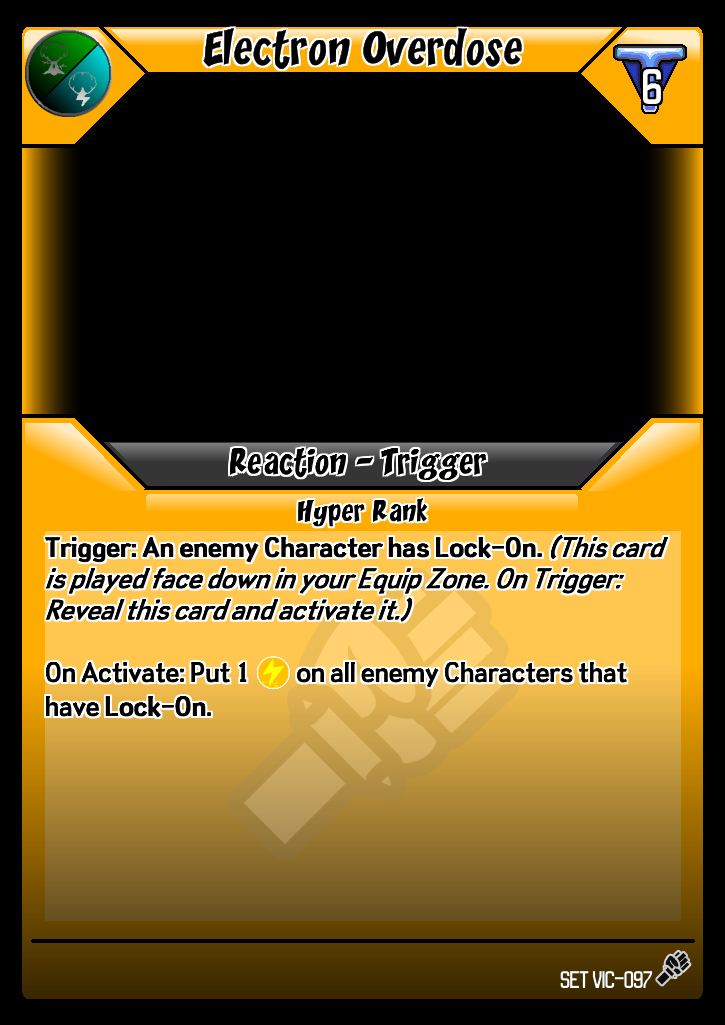 Electron Overdose
6
Reaction - Trigger
Hyper Rank
Trigger: An enemy Character has Lock-On. (This card
is played face down in your Equip Zone. On Trigger:
Reveal this card and activate it.)
On Activate: Put 1 on all enemy Characters that
have Lock-On.
SET VIC-097